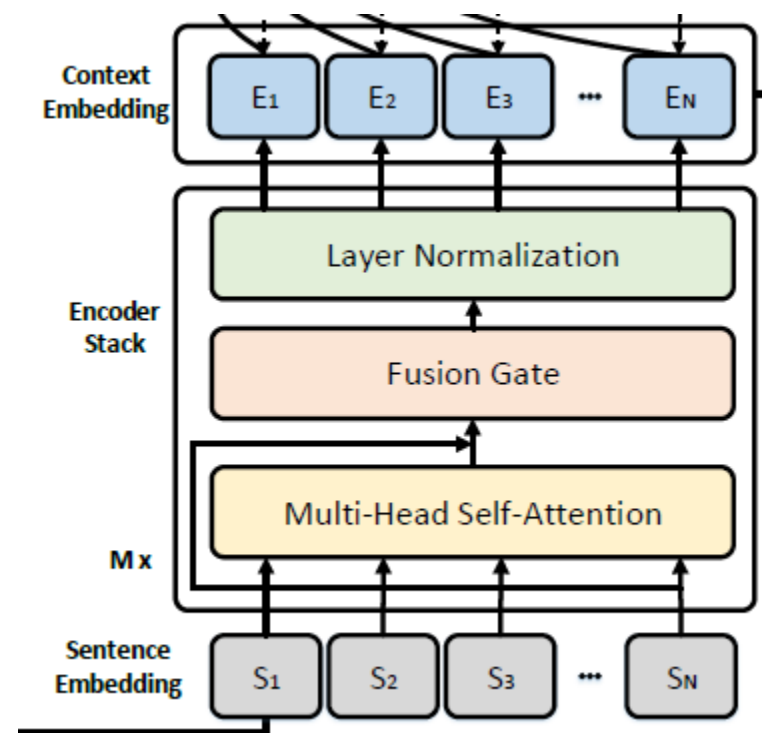 Context
Embedding
E1 E2 E3 ... EN
Layer Normalization
Encoder
Stack
Fusion Gate
Multi-Head Self-Attention
M x
Sentence
Embedding
S1 S2 S3 ... SN